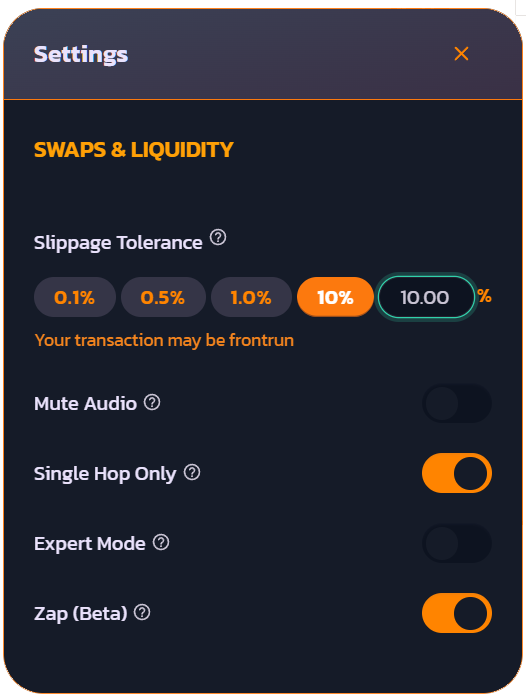 Settings
SWAPS & LIQUIDITY
Slippage Tolerance ?
0.1% 0.5% 1.0% 10% 10.00 %
Your transaction may be frontrun
Mute Audio ?
Single Hop Only ?
Expert Mode ?
Zap (Beta) ?